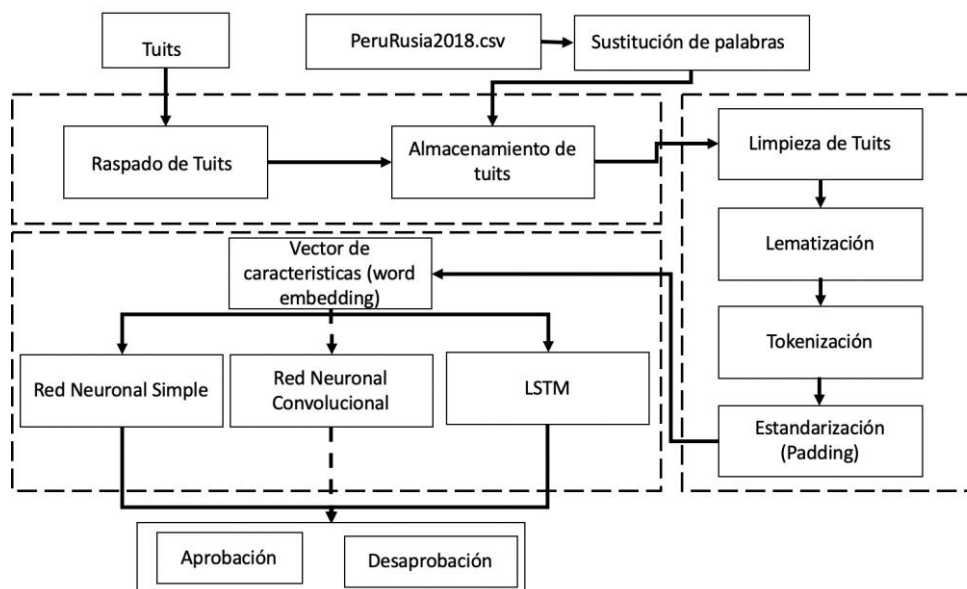 Tuits
PeruRusia2018.csv
Sustitución de palabras
Raspado de Tuits
Almacenamiento de
tuits
Limpieza de Tuits
Lematización
Tokenización
Estandarización
(Padding)
Vector de
caracteristicas (word
embedding)
Red Neuronal Simple
Red Neuronal
Convolucional
LSTM
Aprobación
Desaprobación